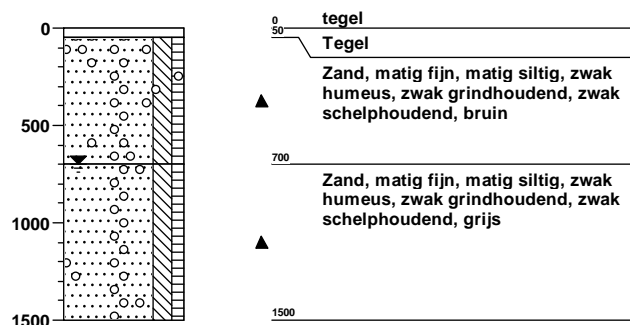 0
500
1000
1500
0
tegel
50
Tegel
Zand, matig fijn, matig siltig, zwak
humeus, zwak grindhoudend, zwak
schelphoudend, bruin
700
Zand, matig fijn, matig siltig, zwak
humeus, zwak grindhoudend, zwak
schelphoudend, grijs
1500